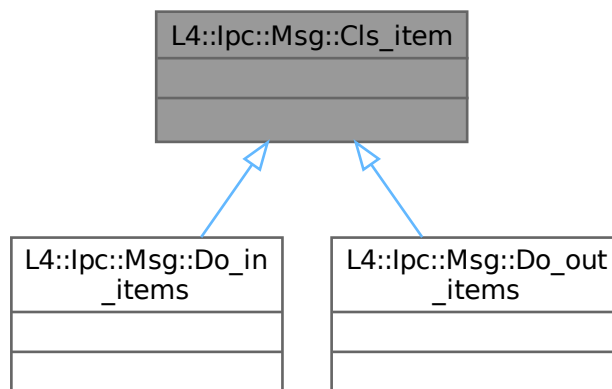 L4::Ipc::Msg::Cls_item
L4::Ipc::Msg::Do_in
_items
L4::Ipc::Msg::Do_out
_items